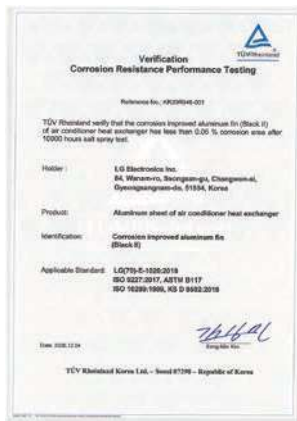 TÜVRheinland
Verification
Corrosion Resistance Performance Testing
Reference No.:
TÜV Rheinland verify that the corrosion improved aluminum fin (Black II)
of air conditioner heat exchanger has less than 0.05 % corrosion area after
10000 hours salt spray test.
Holder :
LG Electronics Inc.
84, Wanam-ro, Seongsan-gu, Changwon-si,
Gyeongsangnam-do, 51554, Korea
Product:
Aluminum sheet of air conditioner heat exchanger
Identification:
Corrosion improved aluminum fin
(Black II)
Applicable Standard:
ISO 9227:2017, ASTM B117
Date
TÜV Rheinland Korea Ltd. – Seoul 07298 – Republic of Korea